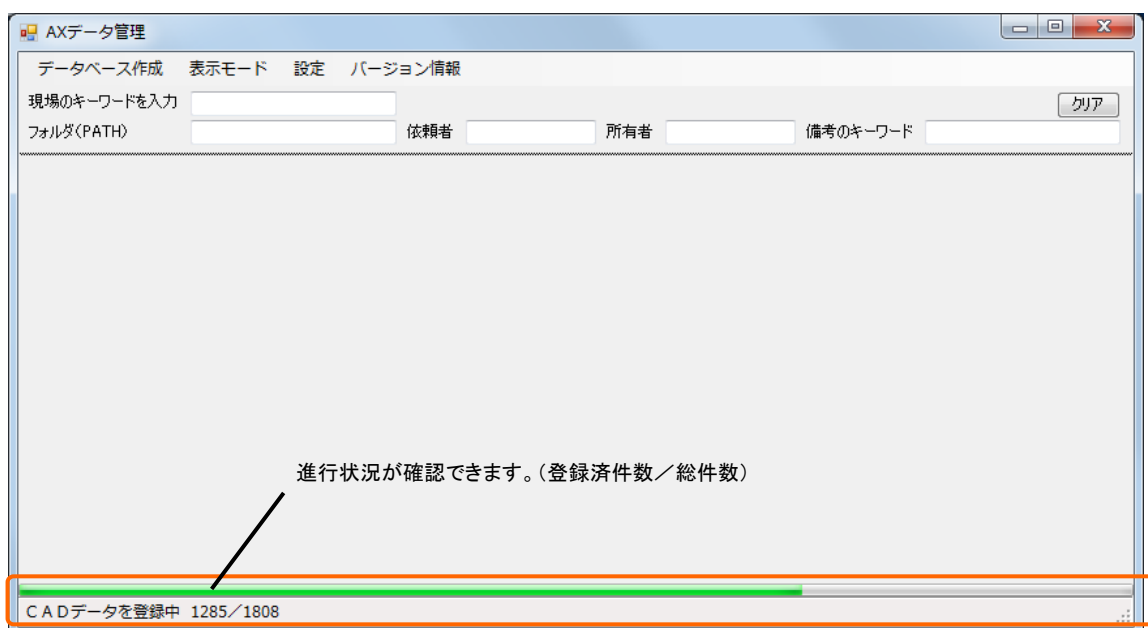 AXデータ管理
データベース作成 表示モード 設定 バージョン情報
現場のキーワードを入力 クリア
フォルダ(PATH) 依頼者 所有者 備考のキーワード
進行状況が確認できます。（登録済件数／総件数）
ＣＡＤデータを登録中 1285／1808